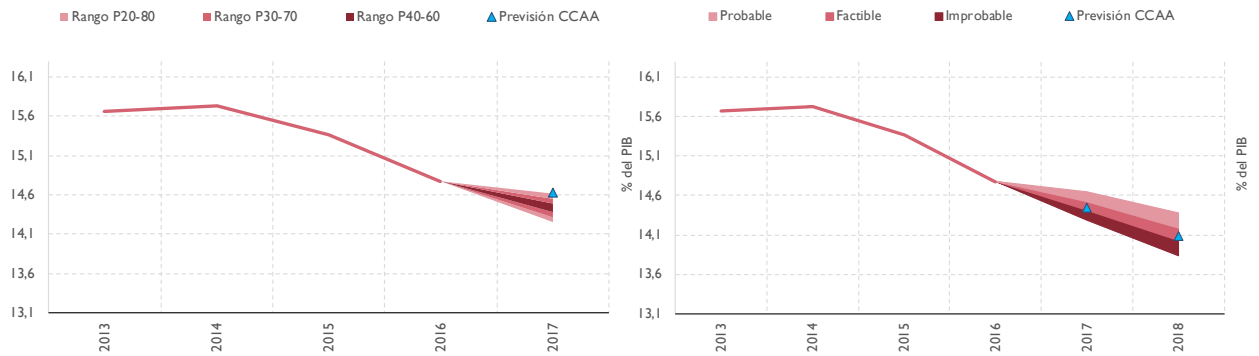 Rango P20-80 Rango P30-70 Rango P40-60 Previsión CCAA
16,1
15,6
15,1
14,6
14,1
13,6
13,1
2013 2014 2015 2016 2017
% del PIB
Probable Factible Improbable Previsión CCAA
16,1
15,6
15,1
14,6
14,1
13,6
13,1
2013 2014 2015 2016 2017 2018
% del PIB